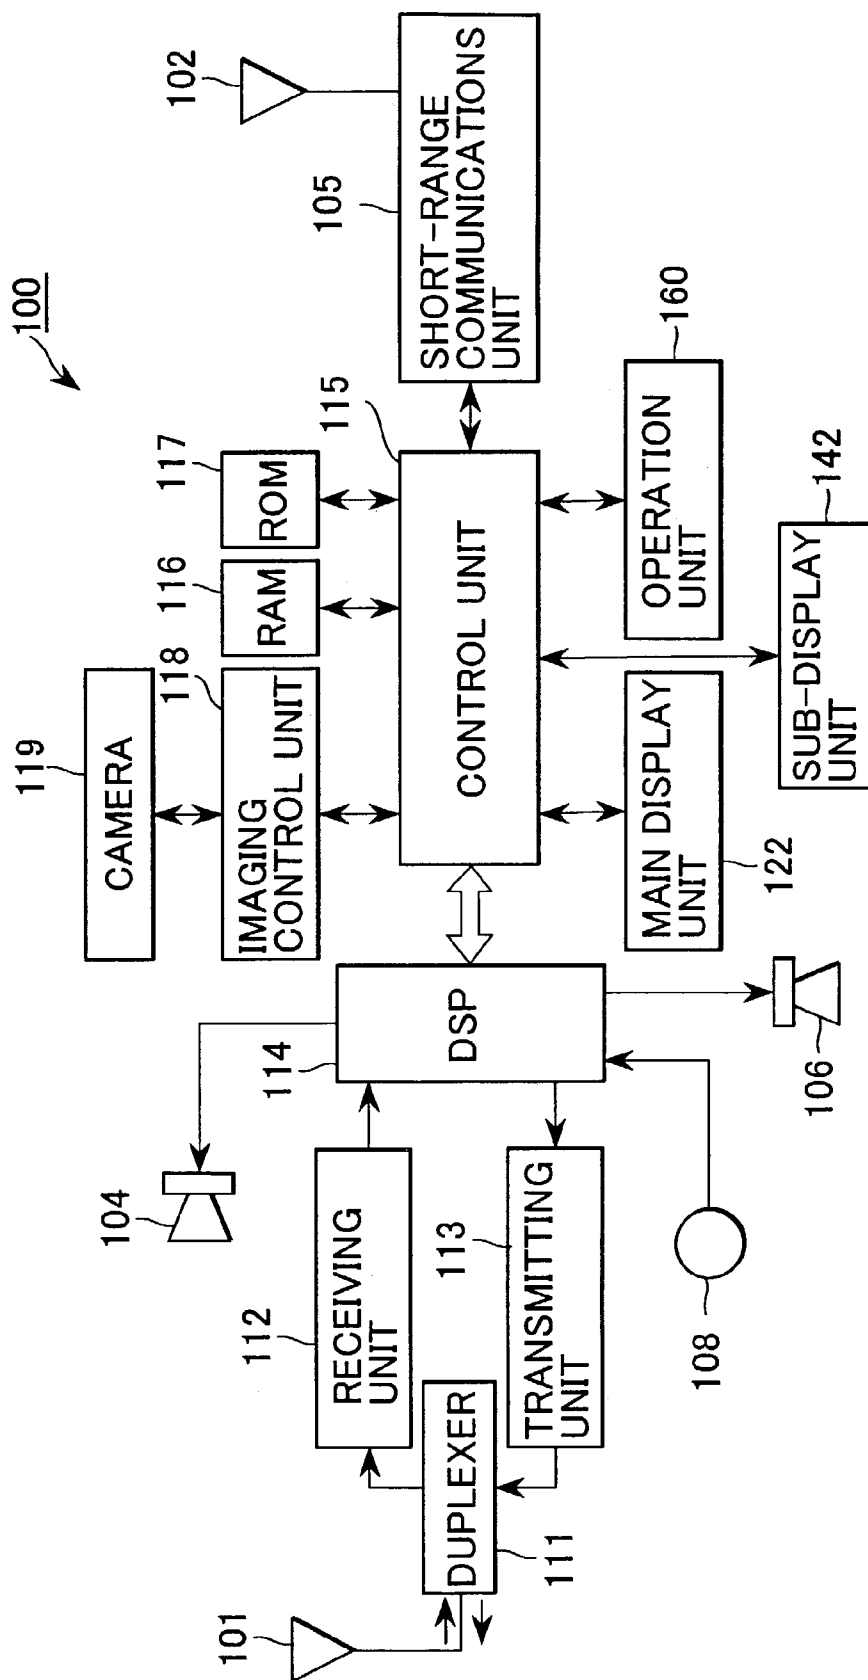 100
102
105
SHORT-RANGE
COMMUNICATIONS
UNIT
119
CAMERA
118
IMAGING
CONTROL UNIT
116
RAM
117
ROM
115
CONTROL UNIT
104
114
DSP
112
RECEIVING
UNIT
113
TRANSMITTING
UNIT
101
DUPLEXER
111
108
106
MAIN DISPLAY
UNIT
122
OPERATION
UNIT
160
SUB-DISPLAY
UNIT
142